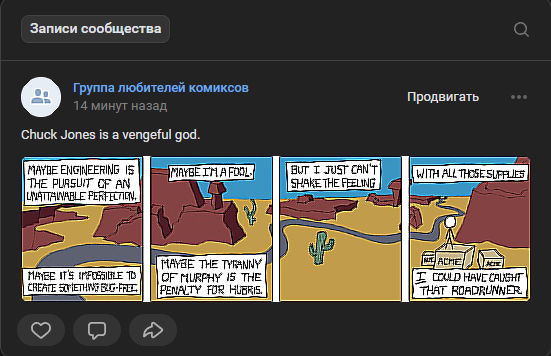 Записи сообщества
Группа любителей комиксов
14 минут назад
Продвигать
Chuck Jones is a vengeful god.
MAYBE ENGINEERING IS
THE PURSUIT OF AN
UNATTAINABLE PERFECTION.
MAYBE IT'S IMPOSSIBLE TO
CREATE SOMETHING BUG-FREE.
MAYBE I'M A FOOL.
MAYBE THE TYRANNY
OF MURPHY IS THE
PENALTY FOR HUBRIS.
BUT I JUST CAN'T
SHAKE THE FEELING
WITH ALL THOSE SUPPLIES
ACME
ACME
I COULD HAVE CAUGHT
THAT ROADRUNNER.